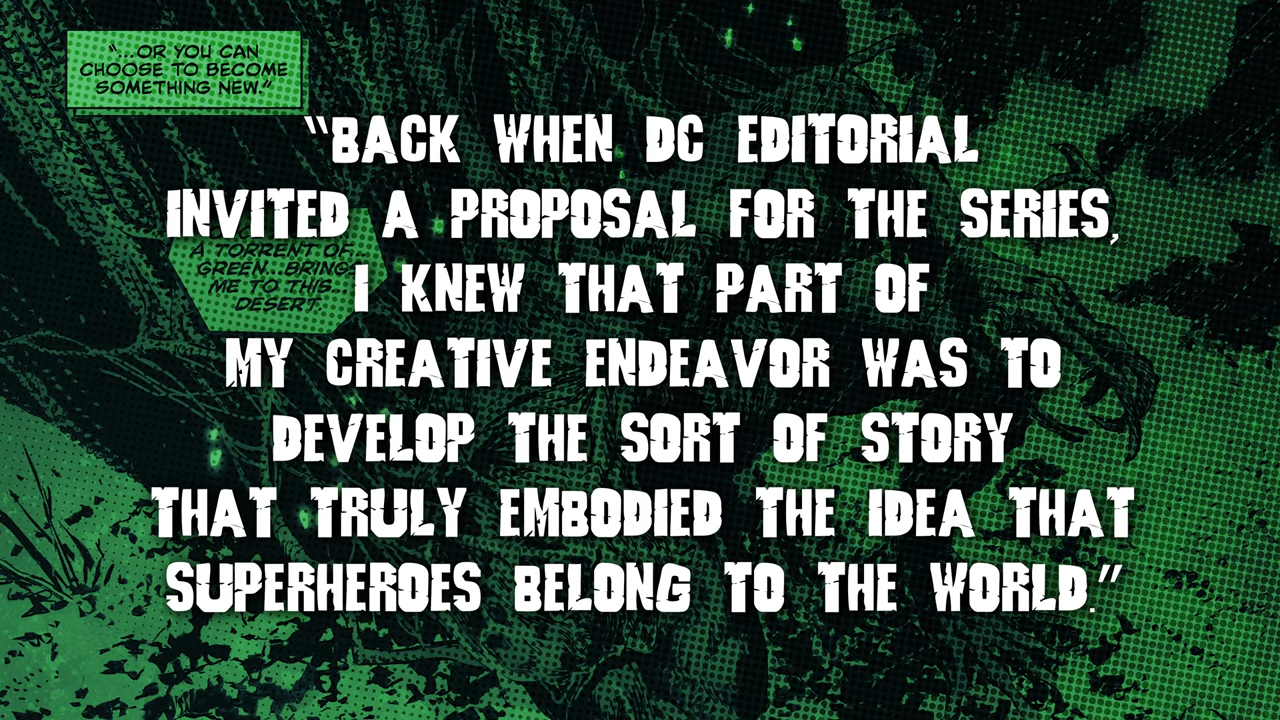 "...OR YOU CAN
CHOOSE TO BECOME
SOMETHING NEW."
"BACK WHEN DC EDITORIAL
INVITED A PROPOSAL FOR THE SERIES,
A TORRENT OF
GREEN...BRING
ME TO THIS...
DESERT.
I KNEW THAT PART OF
MY CREATIVE ENDEAVOR WAS TO
DEVELOP THE SORT OF STORY
THAT TRULY EMBODIED THE IDEA THAT
SUPERHEROES BELONG TO THE WORLD."